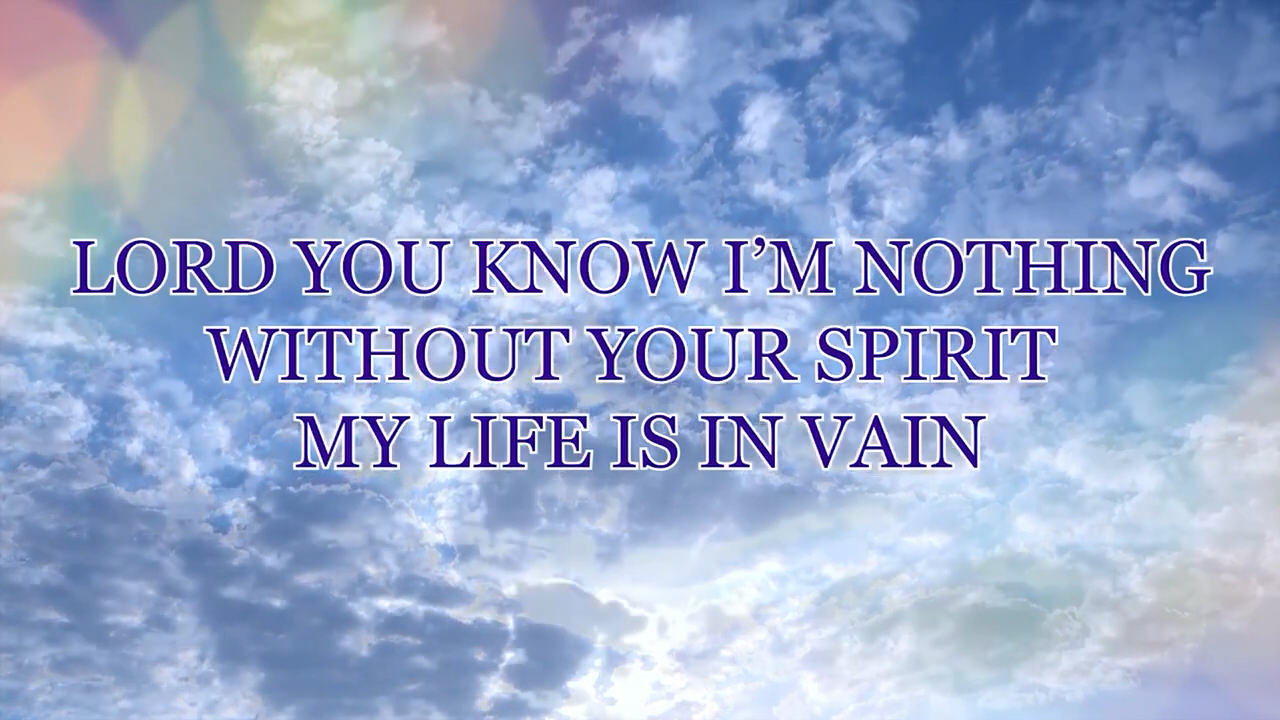 LORD YOU KNOW I’M NOTHING
WITHOUT YOUR SPIRIT
MY LIFE IS IN VAIN